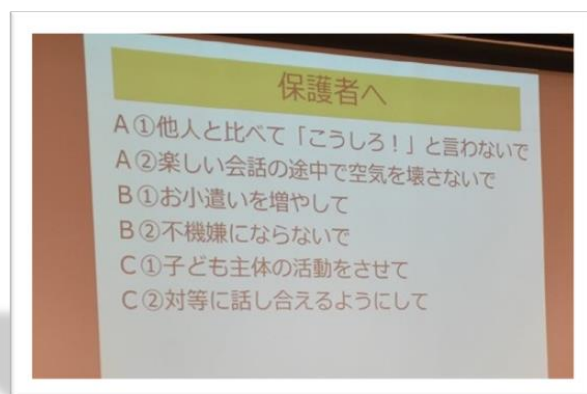 保護者へ
A①他人と比べて「こうしろ！」と言わないで
A②楽しい会話の途中で空気を壊さないで
B①お小遣いを増やして
B②不機嫌にならないで
C①子ども主体の活動をさせて
C②対等に話し合えるようにして